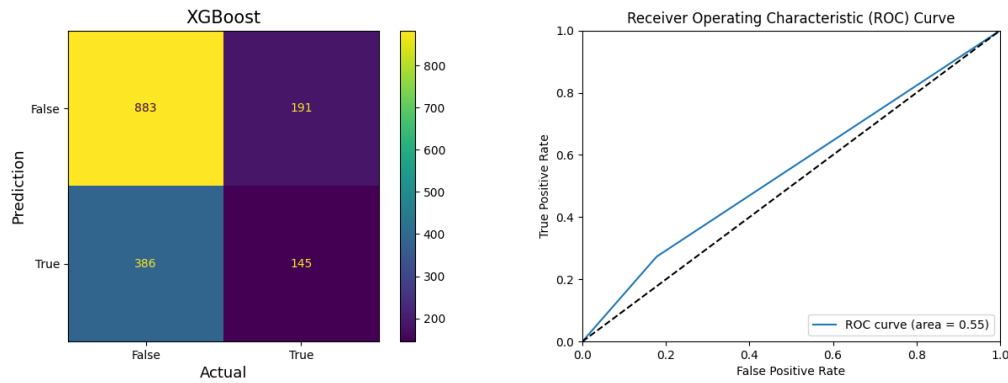 XGBoost
False
883
191
True
386
145
False
True
Prediction
Actual
800
700
600
500
400
300
200
Receiver Operating Characteristic (ROC) Curve
1.0
0.8
0.6
0.4
0.2
0.0
True Positive Rate
ROC curve (area = 0.55)
0.0
0.2
0.4
0.6
0.8
1.0
False Positive Rate